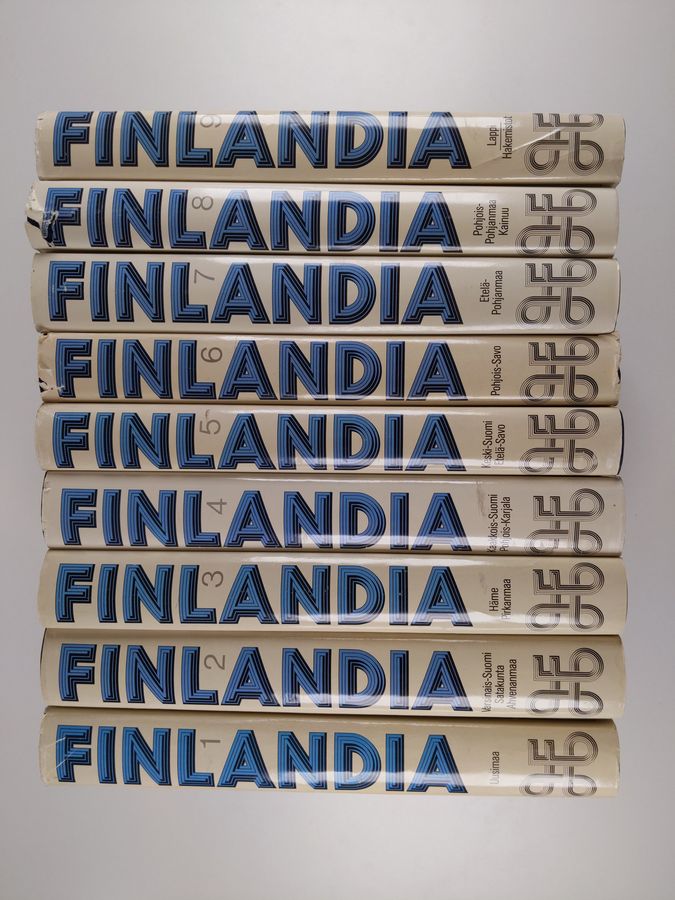 FINLANDIA
9
Lappi
Hakemistot
FINLANDIA
8
Pohjois-
Pohjanmaa
Kainuu
FINLANDIA
7
Etelä-
Pohjanmaa
FINLANDIA
6
Pohjois-Savo
FINLANDIA
5
Keski-Suomi
Etelä-Savo
FINLANDIA
4
Kaakkois-Suomi
Pohjois-Karjala
FINLANDIA
3
Häme
Pirkanmaa
FINLANDIA
2
Varsinais-Suomi
Satakunta
Ahvenanmaa
FINLANDIA
1
Uusimaa